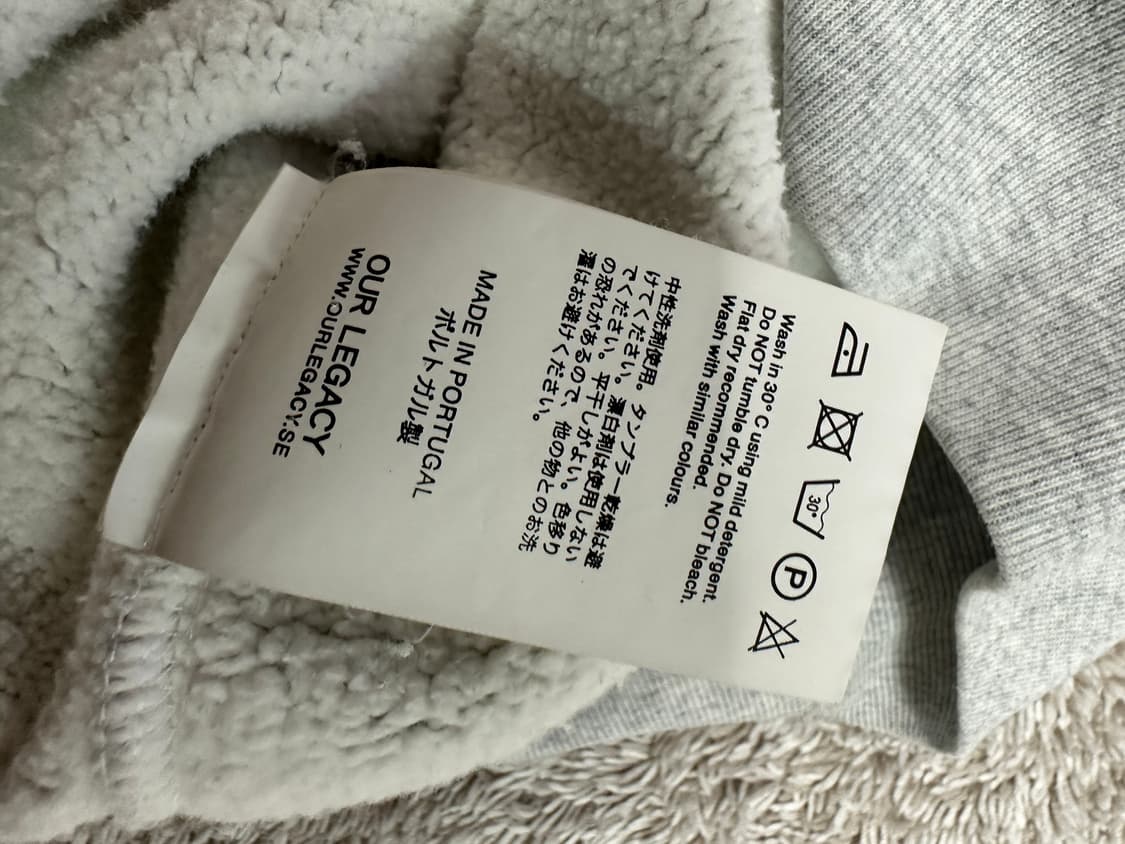 30° P
Wash in 30° C using mild detergent.
Do NOT tumble dry. Do NOT bleach.
Flat dry recommended.
Wash with similar colours.
中性洗剤使用。タンブラー乾燥は避
けてください。漂白剤は使用しない
でください。平干しがよい。色移り
の恐れがあるので、他の物とのお洗
濯はお避けください。
MADE IN PORTUGAL
ポルトガル製
OUR LEGACY
WWW.OURLEGACY.SE